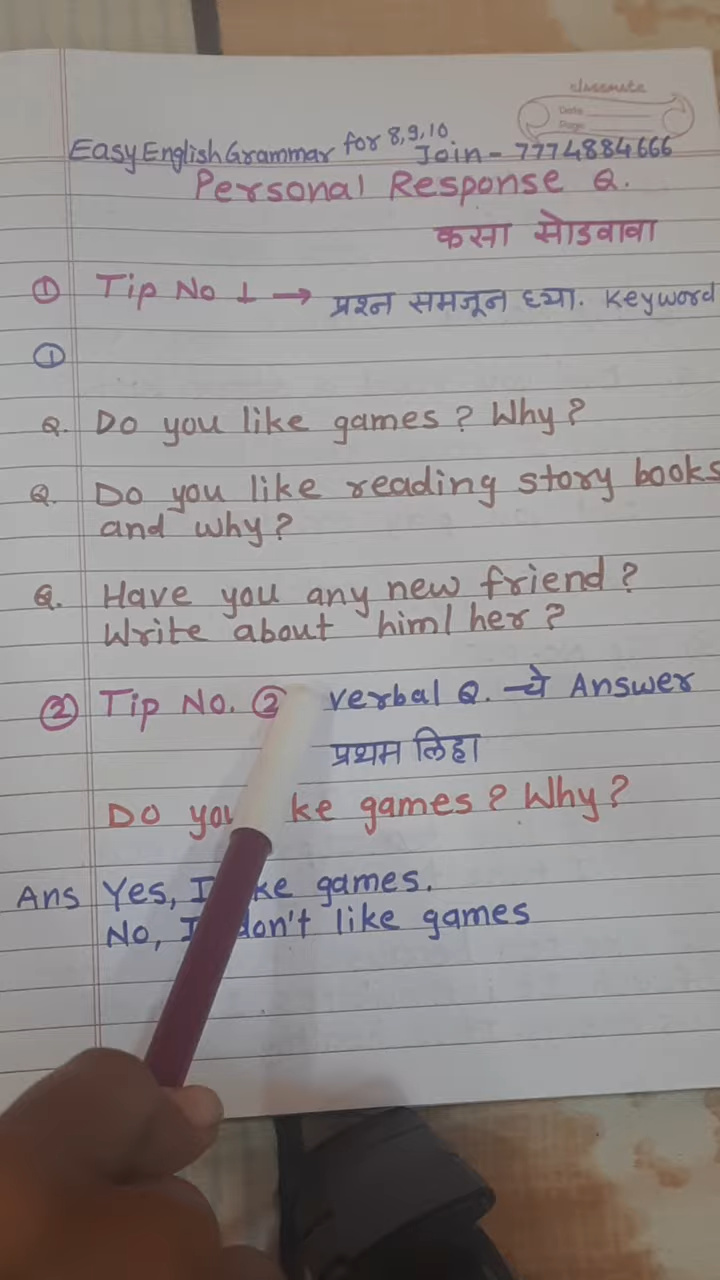 classmate
Date
Page
Easy English Grammar for 8,9,10 Join - 7774884666
Personal Response Q.
कसा सोडवावा
① Tip No 1 → प्रश्न समजून घ्या. Keyword
①
Q. Do you like games? Why?
Q. Do you like reading story books
and why?
Q. Have you any new friend?
Write about him/her?
② Tip No. ② verbal Q. चे Answer
प्रथम लिहा
Do you ke games? Why?
Ans Yes, I ke games.
No, I don't like games